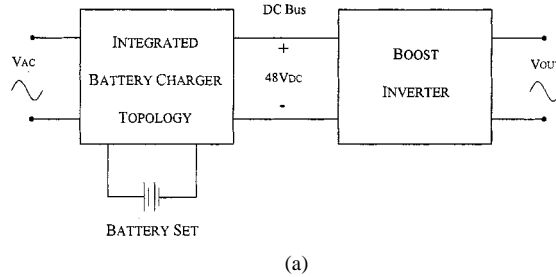 DC Bus
VAC
INTEGRATED
BATTERY CHARGER
TOPOLOGY
+
48VDC
-
BOOST
INVERTER
VOUT
BATTERY SET
(a)